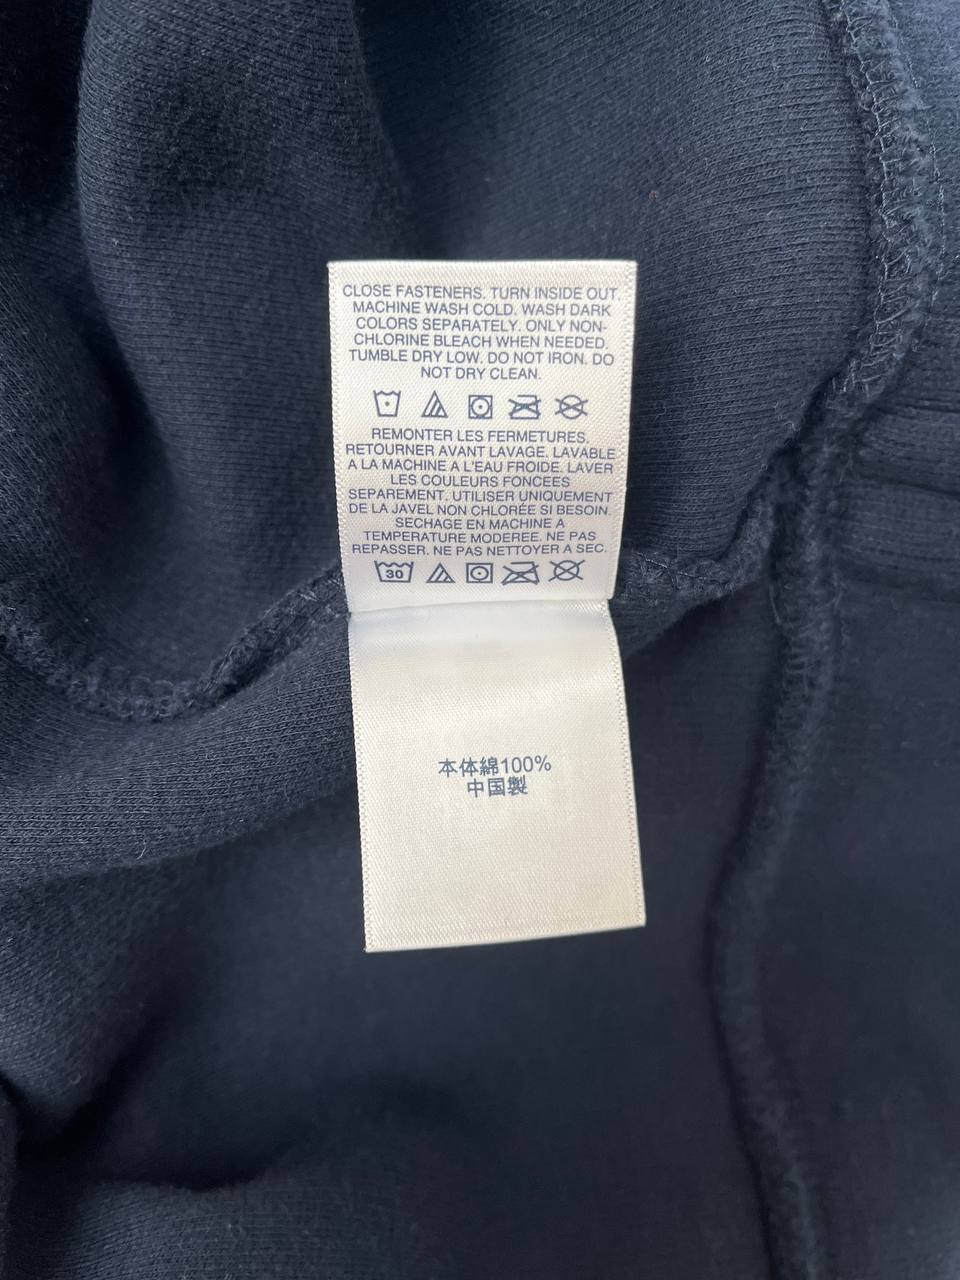 CLOSE FASTENERS. TURN INSIDE OUT.
MACHINE WASH COLD. WASH DARK
COLORS SEPARATELY. ONLY NON-
CHLORINE BLEACH WHEN NEEDED.
TUMBLE DRY LOW. DO NOT IRON. DO
NOT DRY CLEAN.
REMONTER LES FERMETURES.
RETOURNER AVANT LAVAGE. LAVABLE
A LA MACHINE A L'EAU FROIDE. LAVER
LES COULEURS FONCEES
SEPAREMENT. UTILISER UNIQUEMENT
DE LA JAVEL NON CHLORÉE SI BESOIN.
SECHAGE EN MACHINE A
TEMPERATURE MODEREE. NE PAS
REPASSER. NE PAS NETTOYER A SEC.
30
本体綿100%
中国製